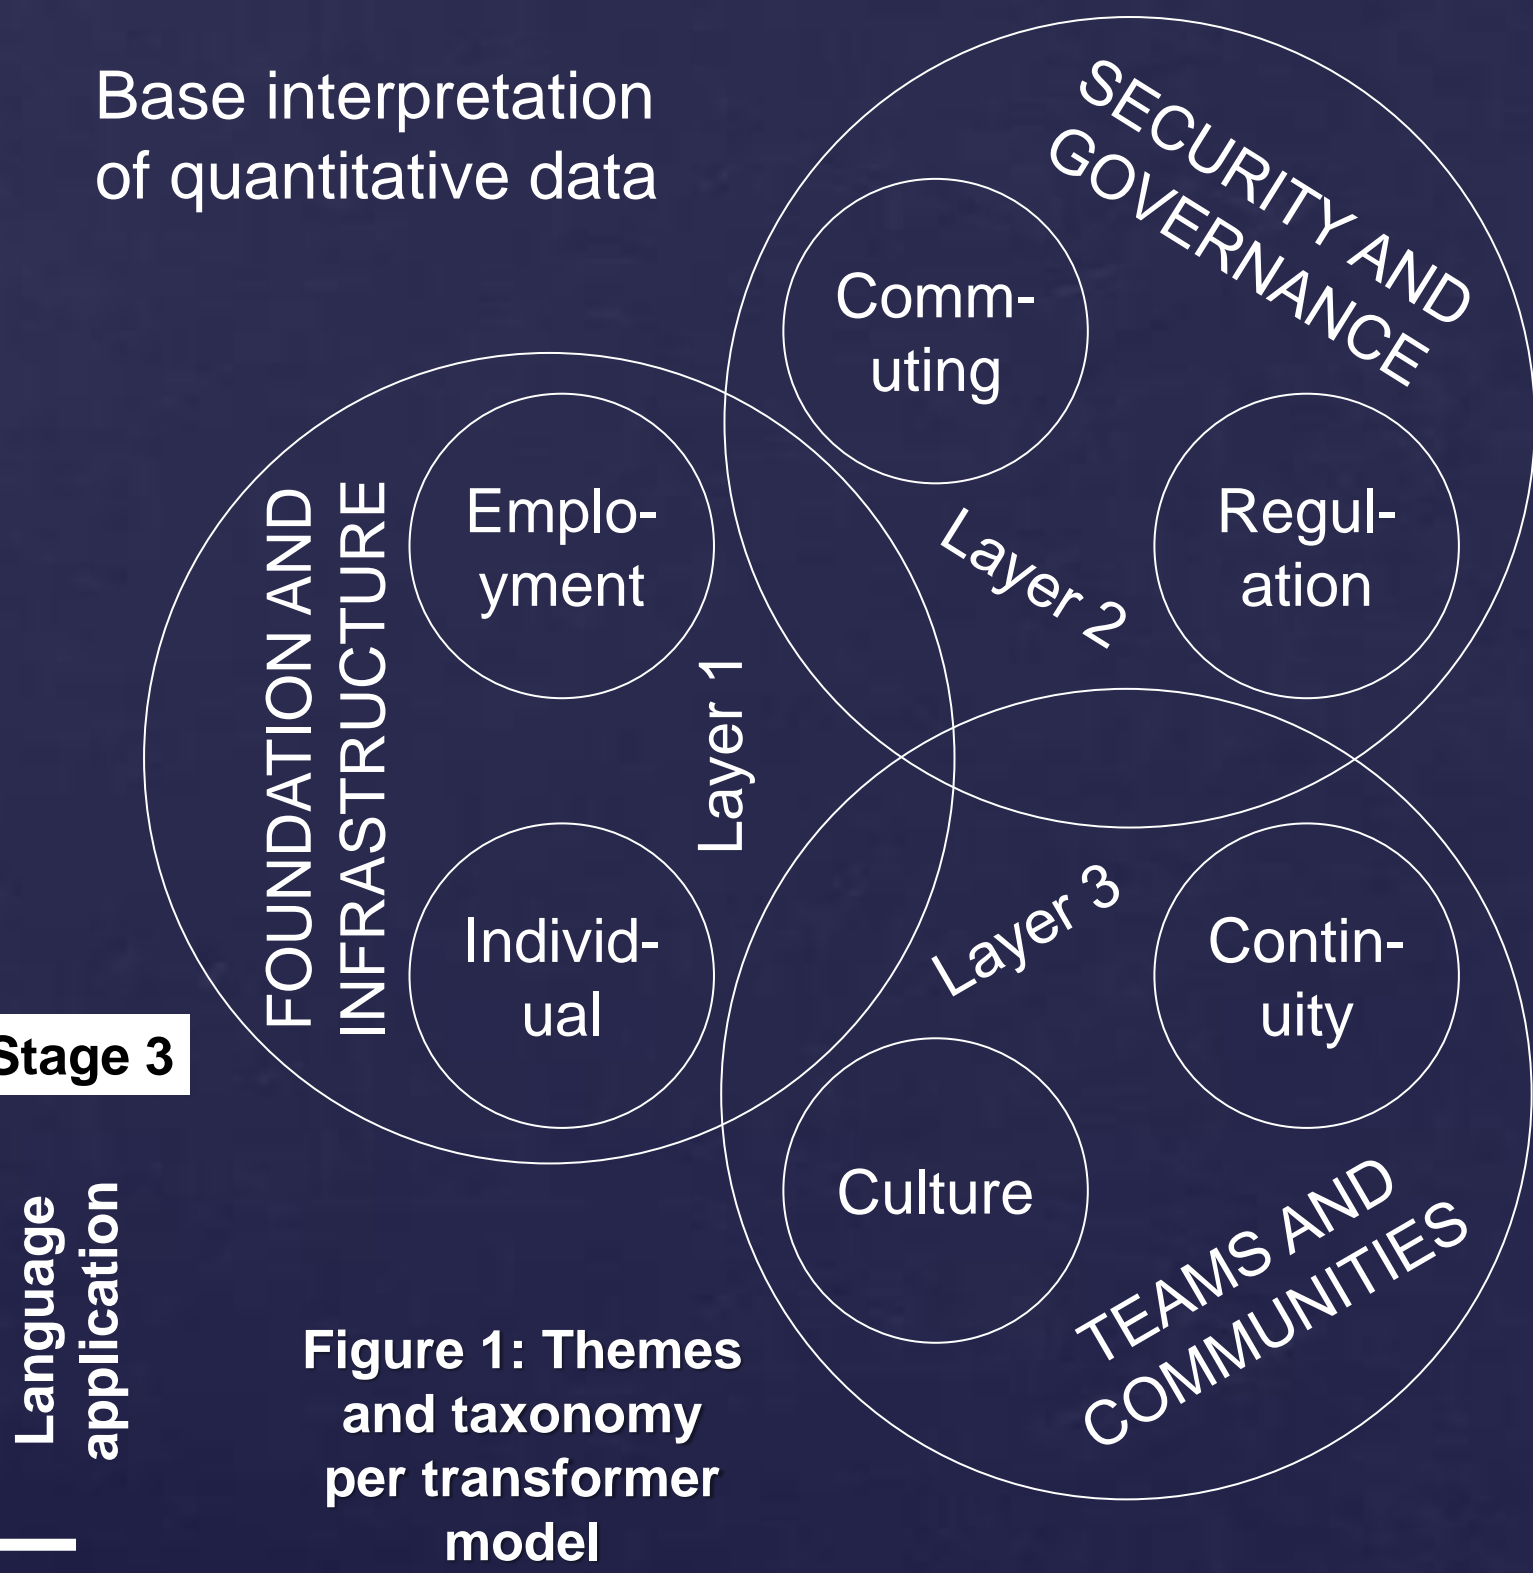 Base interpretation
of quantitative data
SECURITY AND
GOVERNANCE
Comm-
uting
Regul-
ation
Layer 2
FOUNDATION AND
INFRASTRUCTURE
Emplo-
yment
Layer 1
Individ-
ual
Layer 3
Contin-
uity
Culture
TEAMS AND
COMMUNITIES
Stage 3
Language
application
Figure 1: Themes
and taxonomy
per transformer
model